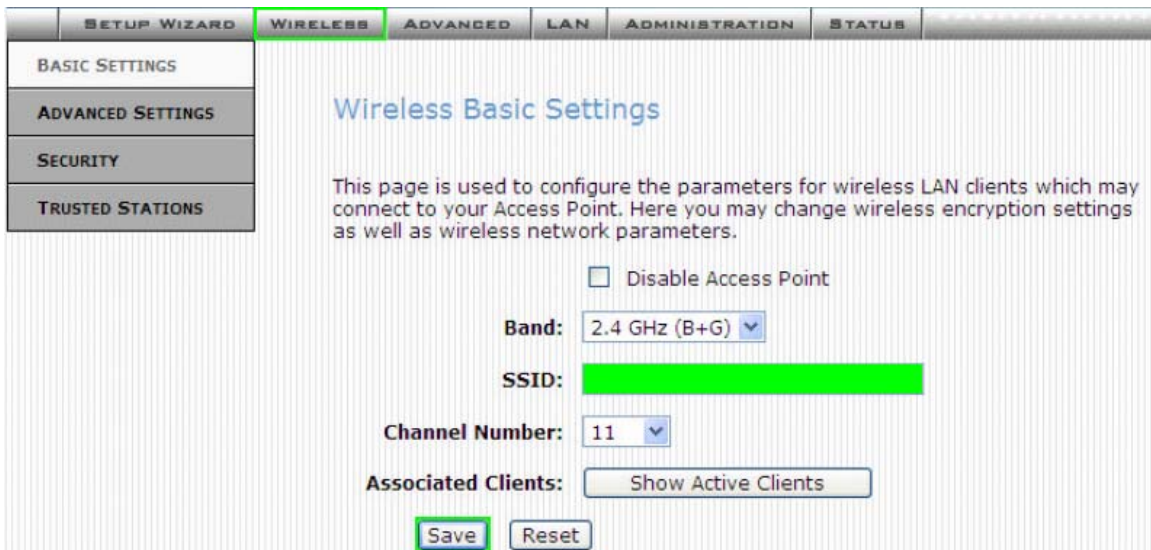 SETUP WIZARD WIRELESS ADVANCED LAN ADMINISTRATION STATUS
BASIC SETTINGS
ADVANCED SETTINGS
SECURITY
TRUSTED STATIONS
Wireless Basic Settings
This page is used to configure the parameters for wireless LAN clients which may
connect to your Access Point. Here you may change wireless encryption settings
as well as wireless network parameters.
Disable Access Point
Band: 2.4 GHz (B+G)
SSID:
Channel Number: 11
Associated Clients: Show Active Clients
Save Reset